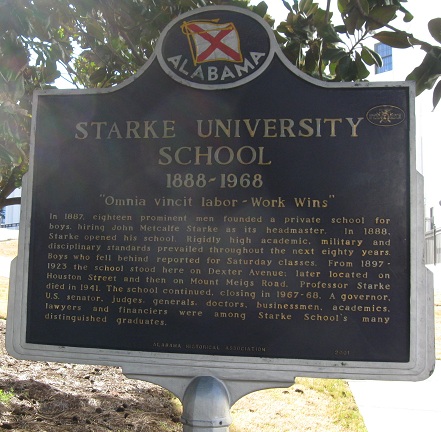 ALABAMA
STARKE UNIVERSITY
SCHOOL
1888-1968
"Omnia vincit labor - Work Wins"
In 1887, eighteen prominent men founded a private school for
boys, hiring John Metcalfe Starke as its headmaster. In 1888,
Starke opened his school. Rigidly high academic, military and
disciplinary standards prevailed throughout the next eighty years.
Boys who fell behind reported for Saturday classes. From 1897-
1923 the school stood here on Dexter Avenue; later located on
Houston Street and then on Mount Meigs Road. Professor Starke
died in 1941. The school continued, closing in 1967-68. A governor,
U.S. senator, judges, generals, doctors, businessmen, academics,
lawyers and financiers were among Starke School's many
distinguished graduates.
ALABAMA HISTORICAL ASSOCIATION